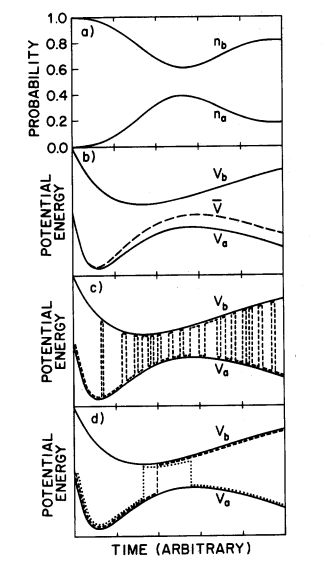 1.0
0.8
0.6
0.4
0.2
0.0
PROBABILITY
a)
n_b
n_a
POTENTIAL
ENERGY
b)
V_b
V̅
V_a
POTENTIAL
ENERGY
c)
V_b
V_a
POTENTIAL
ENERGY
d)
V_b
V_a
TIME (ARBITRARY)